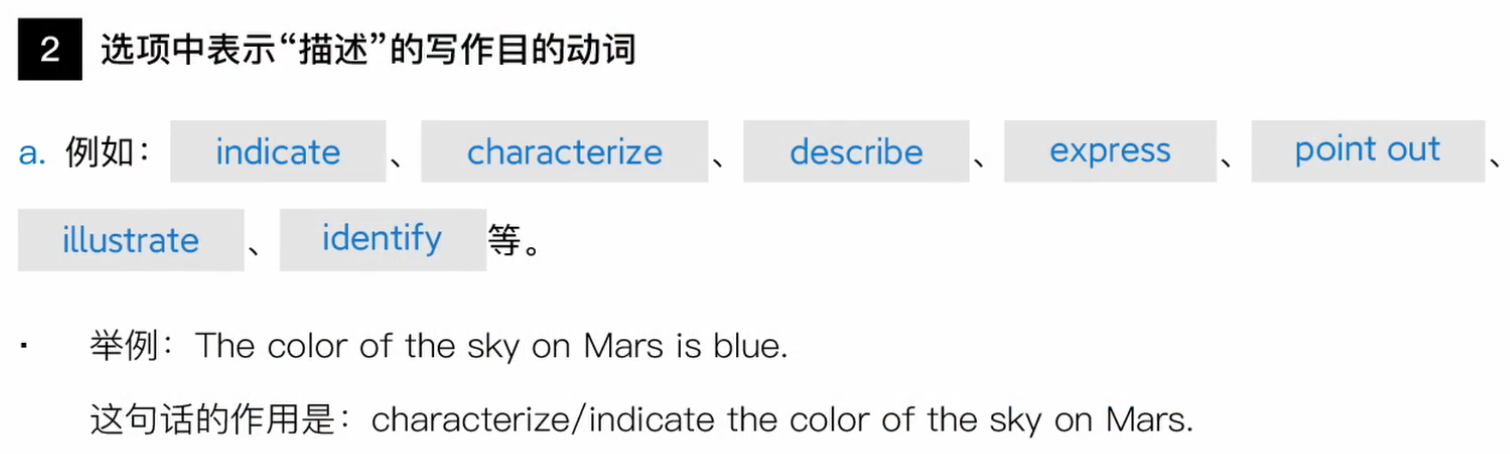 2 选项中表示“描述”的写作目的动词
a. 例如： indicate 、 characterize 、 describe 、 express 、 point out 、
illustrate 、 identify 等。
· 举例：The color of the sky on Mars is blue.
这句话的作用是：characterize/indicate the color of the sky on Mars.